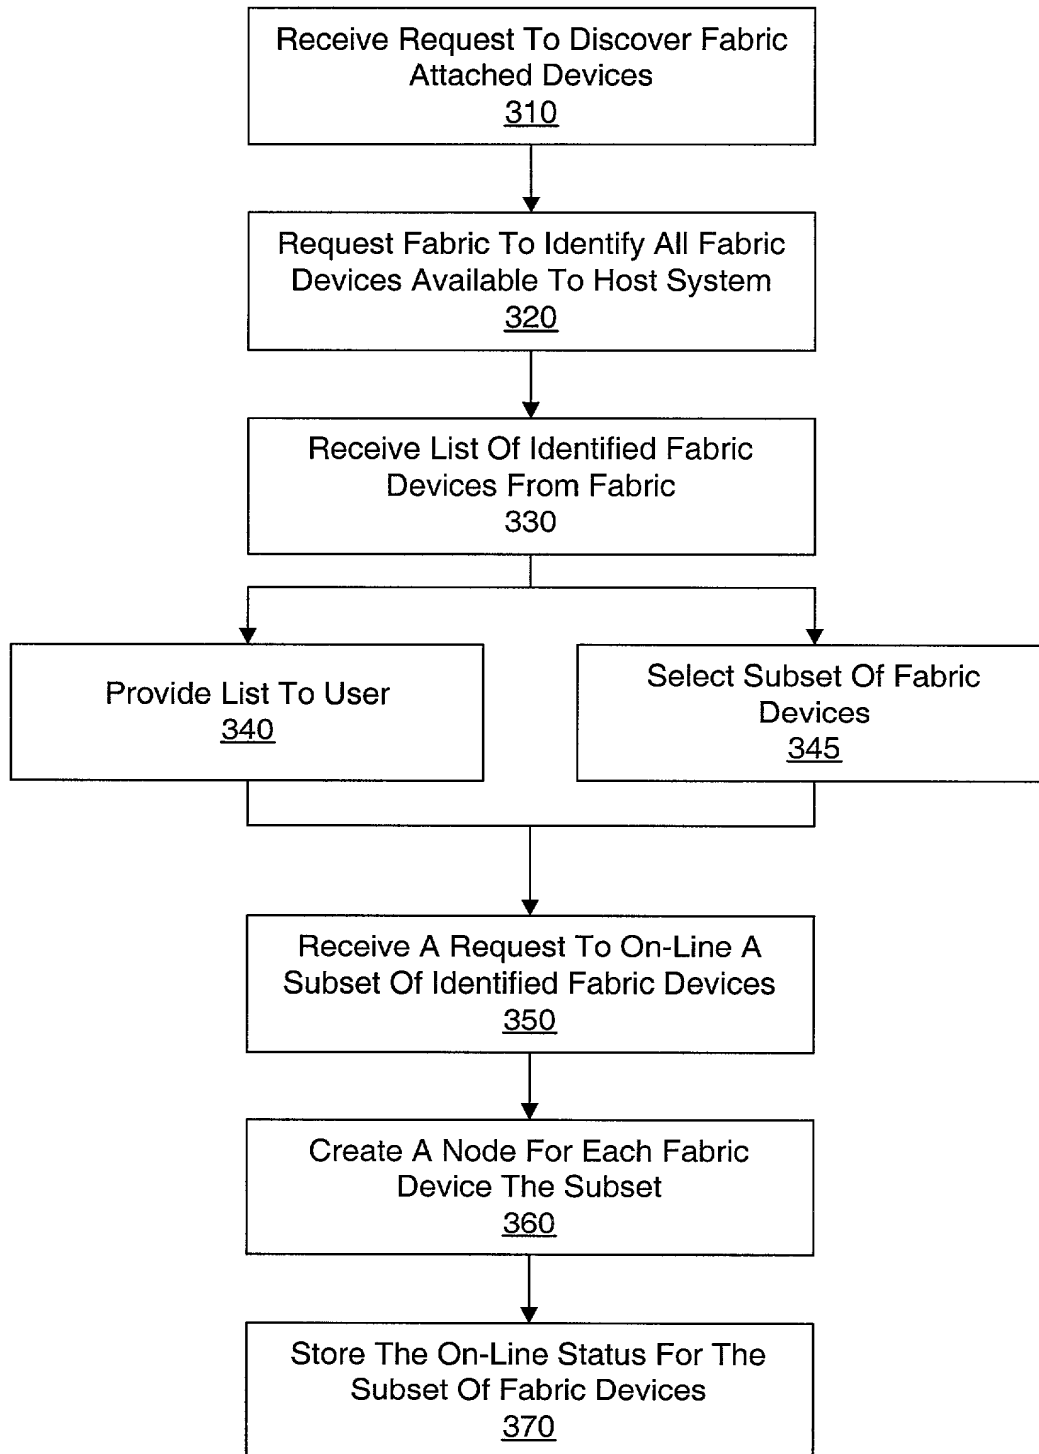 Receive Request To Discover Fabric
Attached Devices
310
Request Fabric To Identify All Fabric
Devices Available To Host System
320
Receive List Of Identified Fabric
Devices From Fabric
330
Provide List To User
340
Select Subset Of Fabric
Devices
345
Receive A Request To On-Line A
Subset Of Identified Fabric Devices
350
Create A Node For Each Fabric
Device The Subset
360
Store The On-Line Status For The
Subset Of Fabric Devices
370